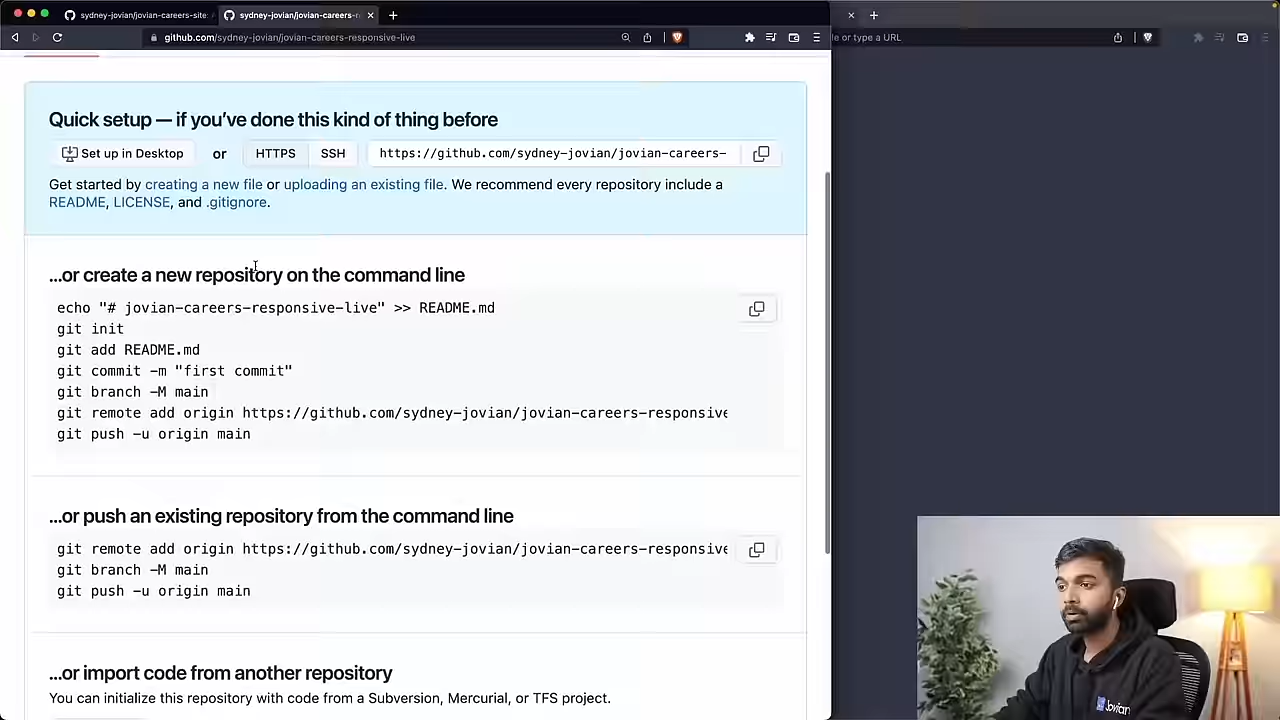 sydney-jovian/jovian-careers-site:
sydney-jovian/jovian-careers-r
github.com/sydney-jovian/jovian-careers-responsive-live
le or type a URL
Quick setup — if you’ve done this kind of thing before
Set up in Desktop or HTTPS SSH https://github.com/sydney-jovian/jovian-careers-
Get started by creating a new file or uploading an existing file. We recommend every repository include a
README, LICENSE, and .gitignore.
...or create a new repository on the command line
echo "# jovian-careers-responsive-live" >> README.md
git init
git add README.md
git commit -m "first commit"
git branch -M main
git remote add origin https://github.com/sydney-jovian/jovian-careers-responsive
git push -u origin main
...or push an existing repository from the command line
git remote add origin https://github.com/sydney-jovian/jovian-careers-responsive
git branch -M main
git push -u origin main
...or import code from another repository
You can initialize this repository with code from a Subversion, Mercurial, or TFS project.
Jovian